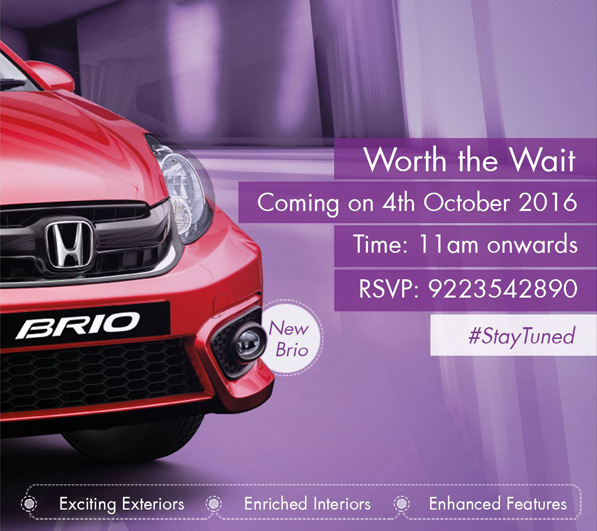 Worth the Wait
Coming on 4th October 2016
Time: 11am onwards
RSVP: 9223542890
#StayTuned
BRIO
New
Brio
Exciting Exteriors
Enriched Interiors
Enhanced Features